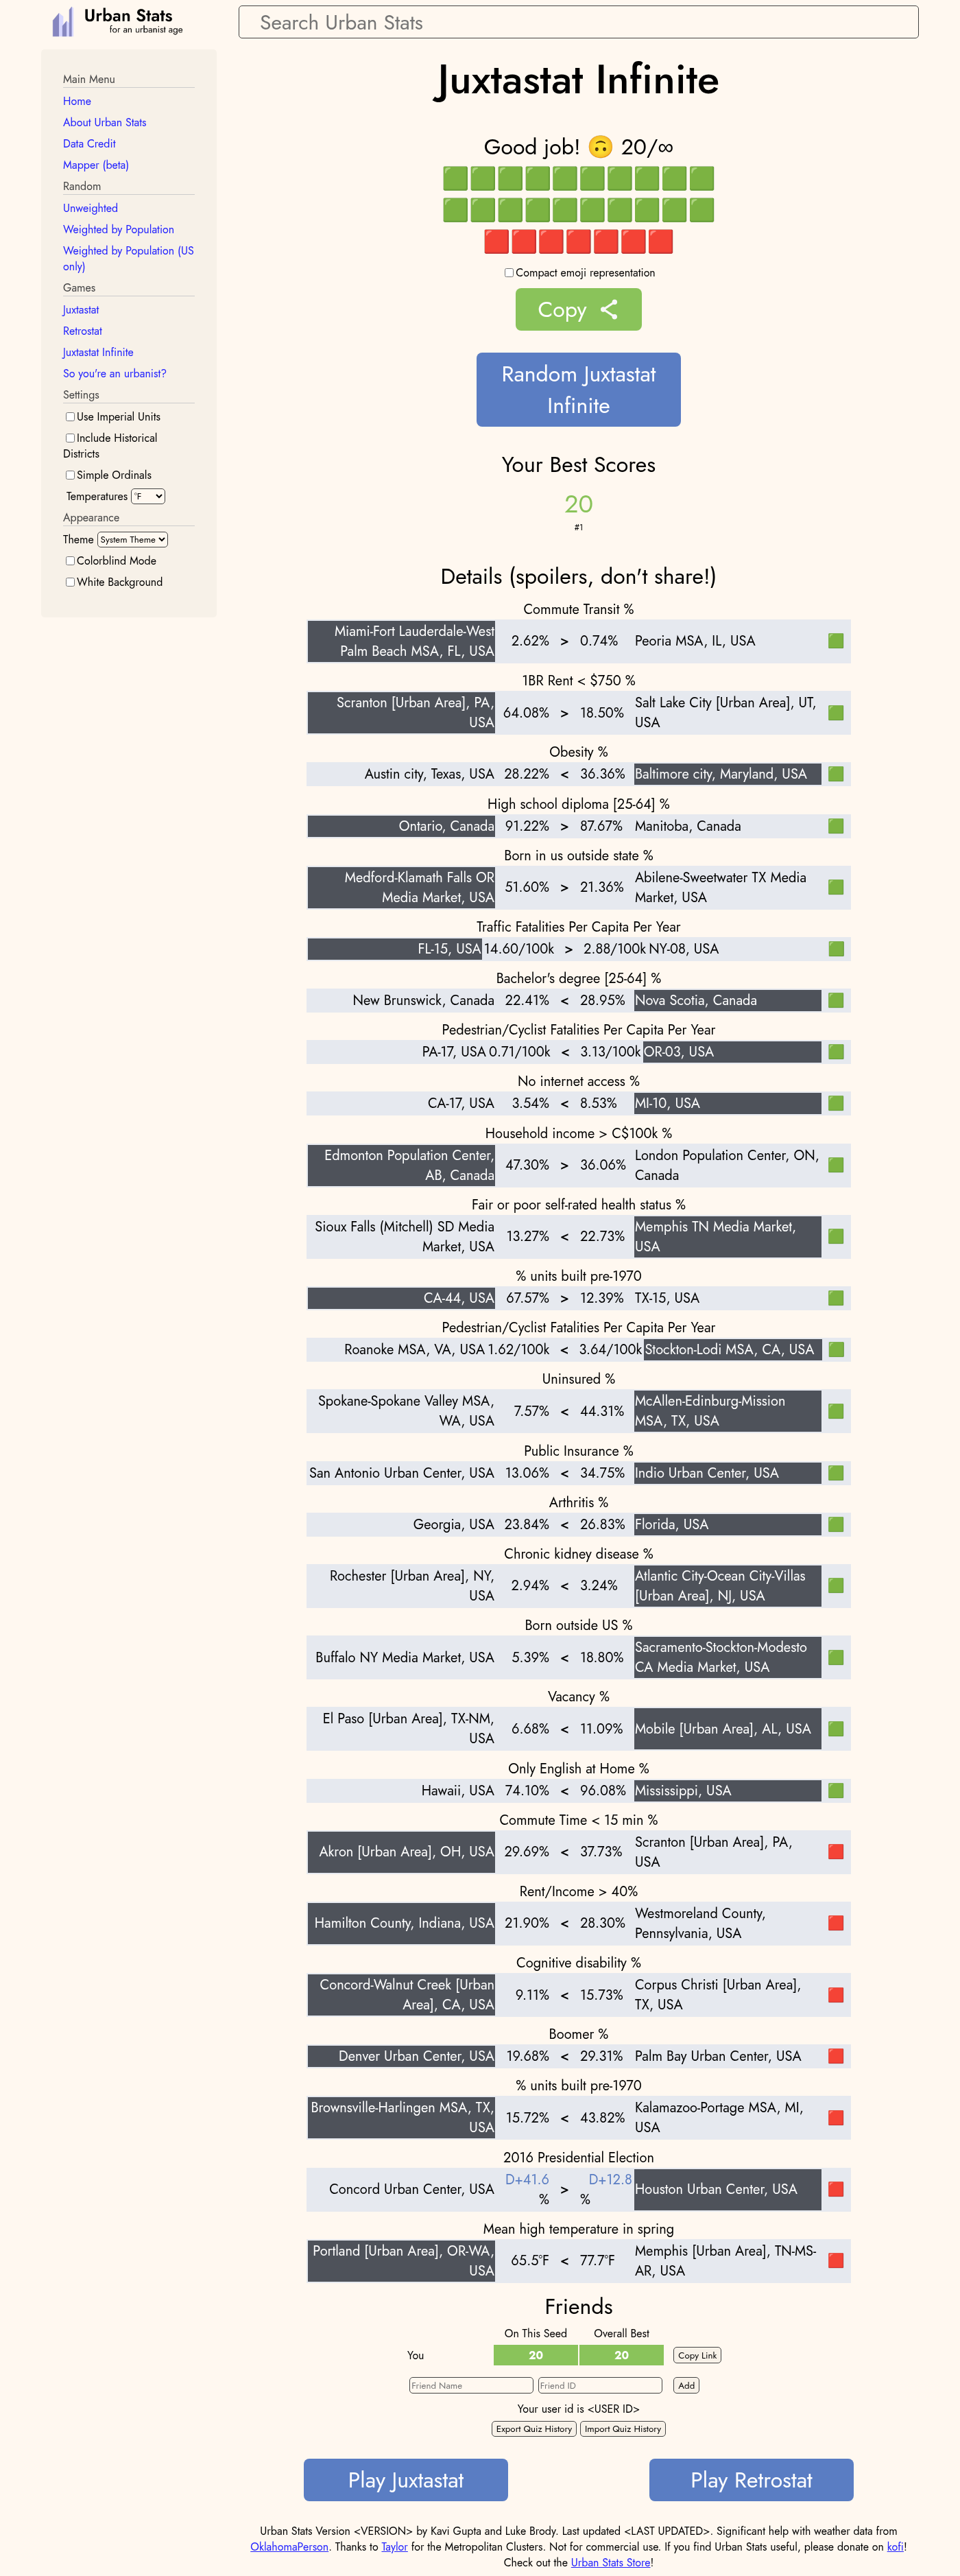 Urban Stats
for an urbanist age
Search Urban Stats
Main Menu
Home
About Urban Stats
Data Credit
Mapper (beta)
Random
Unweighted
Weighted by Population
Weighted by Population (US
only)
Games
Juxtastat
Retrostat
Juxtastat Infinite
So you're an urbanist?
Settings
Use Imperial Units
Include Historical
Districts
Simple Ordinals
Temperatures °F
Appearance
Theme System Theme
Colorblind Mode
White Background
Juxtastat Infinite
Good job! 🙃 20/∞
🟩🟩🟩🟩🟩🟩🟩🟩🟩🟩
🟩🟩🟩🟩🟩🟩🟩🟩🟩🟩
🟥🟥🟥🟥🟥🟥🟥
Compact emoji representation
Copy
Random Juxtastat
Infinite
Your Best Scores
20
#1
Details (spoilers, don't share!)
Commute Transit %
Miami-Fort Lauderdale-West
Palm Beach MSA, FL, USA
2.62% > 0.74% Peoria MSA, IL, USA 🟩
1BR Rent < $750 %
Scranton [Urban Area], PA,
USA
64.08% > 18.50%
Salt Lake City [Urban Area], UT,
USA
🟩
Obesity %
Austin city, Texas, USA 28.22% < 36.36% Baltimore city, Maryland, USA 🟩
High school diploma [25-64] %
Ontario, Canada 91.22% > 87.67% Manitoba, Canada 🟩
Born in us outside state %
Medford-Klamath Falls OR
Media Market, USA
51.60% > 21.36%
Abilene-Sweetwater TX Media
Market, USA
🟩
Traffic Fatalities Per Capita Per Year
FL-15, USA 14.60/100k > 2.88/100k NY-08, USA 🟩
Bachelor's degree [25-64] %
New Brunswick, Canada 22.41% < 28.95% Nova Scotia, Canada 🟩
Pedestrian/Cyclist Fatalities Per Capita Per Year
PA-17, USA 0.71/100k < 3.13/100k OR-03, USA 🟩
No internet access %
CA-17, USA 3.54% < 8.53% MI-10, USA 🟩
Household income > C$100k %
Edmonton Population Center,
AB, Canada
47.30% > 36.06%
London Population Center, ON,
Canada
🟩
Fair or poor self-rated health status %
Sioux Falls (Mitchell) SD Media
Market, USA
13.27% < 22.73%
Memphis TN Media Market,
USA
🟩
% units built pre-1970
CA-44, USA 67.57% > 12.39% TX-15, USA 🟩
Pedestrian/Cyclist Fatalities Per Capita Per Year
Roanoke MSA, VA, USA 1.62/100k < 3.64/100k Stockton-Lodi MSA, CA, USA 🟩
Uninsured %
Spokane-Spokane Valley MSA,
WA, USA
7.57% < 44.31%
McAllen-Edinburg-Mission
MSA, TX, USA
🟩
Public Insurance %
San Antonio Urban Center, USA 13.06% < 34.75% Indio Urban Center, USA 🟩
Arthritis %
Georgia, USA 23.84% < 26.83% Florida, USA 🟩
Chronic kidney disease %
Rochester [Urban Area], NY,
USA
2.94% < 3.24%
Atlantic City-Ocean City-Villas
[Urban Area], NJ, USA
🟩
Born outside US %
Buffalo NY Media Market, USA 5.39% < 18.80%
Sacramento-Stockton-Modesto
CA Media Market, USA
🟩
Vacancy %
El Paso [Urban Area], TX-NM,
USA
6.68% < 11.09% Mobile [Urban Area], AL, USA 🟩
Only English at Home %
Hawaii, USA 74.10% < 96.08% Mississippi, USA 🟩
Commute Time < 15 min %
Akron [Urban Area], OH, USA 29.69% < 37.73%
Scranton [Urban Area], PA,
USA
🟥
Rent/Income > 40%
Hamilton County, Indiana, USA 21.90% < 28.30%
Westmoreland County,
Pennsylvania, USA
🟥
Cognitive disability %
Concord-Walnut Creek [Urban
Area], CA, USA
9.11% < 15.73%
Corpus Christi [Urban Area],
TX, USA
🟥
Boomer %
Denver Urban Center, USA 19.68% < 29.31% Palm Bay Urban Center, USA 🟥
% units built pre-1970
Brownsville-Harlingen MSA, TX,
USA
15.72% < 43.82%
Kalamazoo-Portage MSA, MI,
USA
🟥
2016 Presidential Election
Concord Urban Center, USA
D+41.6
%
>
D+12.8
%
Houston Urban Center, USA 🟥
Mean high temperature in spring
Portland [Urban Area], OR-WA,
USA
65.5°F < 77.7°F
Memphis [Urban Area], TN-MS-
AR, USA
🟥
Friends
On This Seed Overall Best
You 20 20 Copy Link
Friend Name Friend ID Add
Your user id is <USER ID>
Export Quiz History Import Quiz History
Play Juxtastat Play Retrostat
Urban Stats Version <VERSION> by Kavi Gupta and Luke Brody. Last updated <LAST UPDATED>. Significant help with weather data from
OklahomaPerson. Thanks to Taylor for the Metropolitan Clusters. Not for commercial use. If you find Urban Stats useful, please donate on kofi!
Check out the Urban Stats Store!